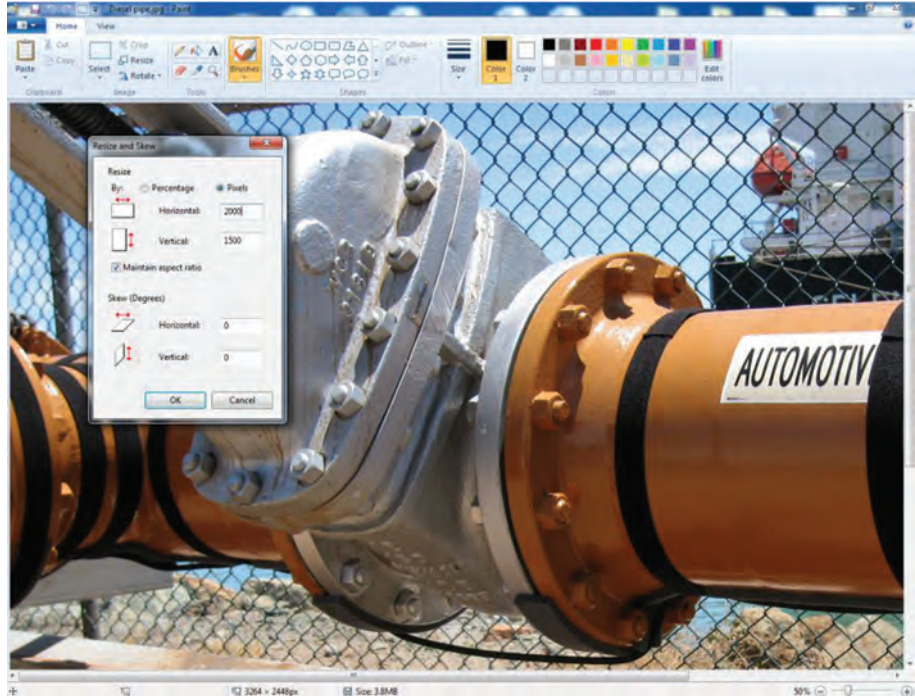 Diesel pipe.jpg - Paint
Home View
Paste
Cut
Copy
Clipboard
Select
Crop
Resize
Rotate
Image
A
Tools
Brushes
Outline
Fill
Shapes
Size
Color 1
Color 2
Edit colors
Colors
Resize and Skew
Resize
By: Percentage Pixels
Horizontal: 2000
Vertical: 1500
Maintain aspect ratio
Skew (Degrees)
Horizontal: 0
Vertical: 0
OK Cancel
AUTOMOTIV
3264 × 2448px Size: 3.8MB 50%